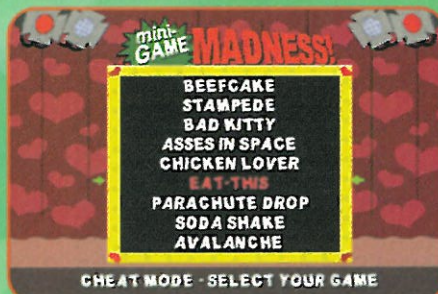 mini-
GAME MADNESS!
BEEFCAKE
STAMPEDE
BAD KITTY
ASSES IN SPACE
CHICKEN LOVER
EAT-THIS
PARACHUTE DROP
SODA SHAKE
AVALANCHE
CHEAT MODE - SELECT YOUR GAME